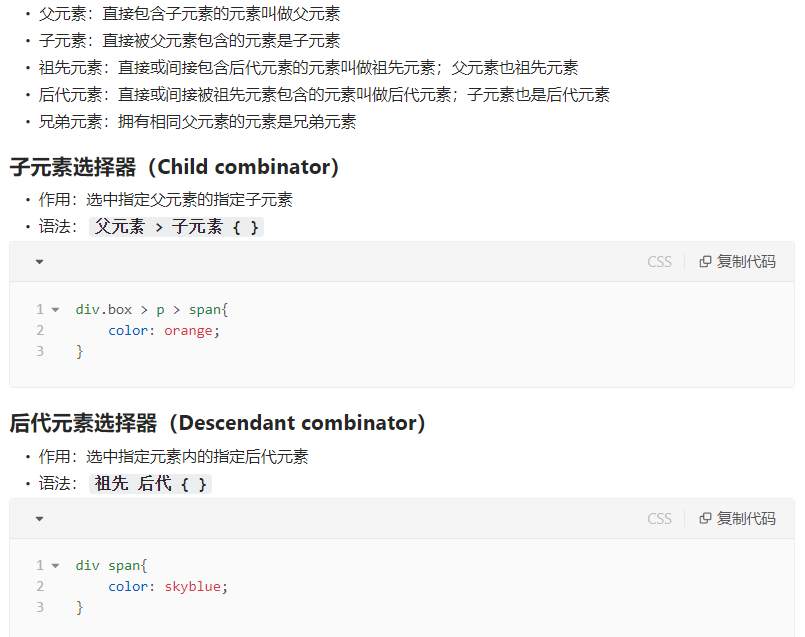 • 父元素：直接包含子元素的元素叫做父元素
• 子元素：直接被父元素包含的元素是子元素
• 祖先元素：直接或间接包含后代元素的元素叫做祖先元素；父元素也祖先元素
• 后代元素：直接或间接被祖先元素包含的元素叫做后代元素；子元素也是后代元素
• 兄弟元素：拥有相同父元素的元素是兄弟元素
子元素选择器（Child combinator）
• 作用：选中指定父元素的指定子元素
• 语法： 父元素 > 子元素 { }
CSS 复制代码
1 div.box > p > span{
2     color: orange;
3 }
后代元素选择器（Descendant combinator）
• 作用：选中指定元素内的指定后代元素
• 语法： 祖先 后代 { }
CSS 复制代码
1 div span{
2     color: skyblue;
3 }